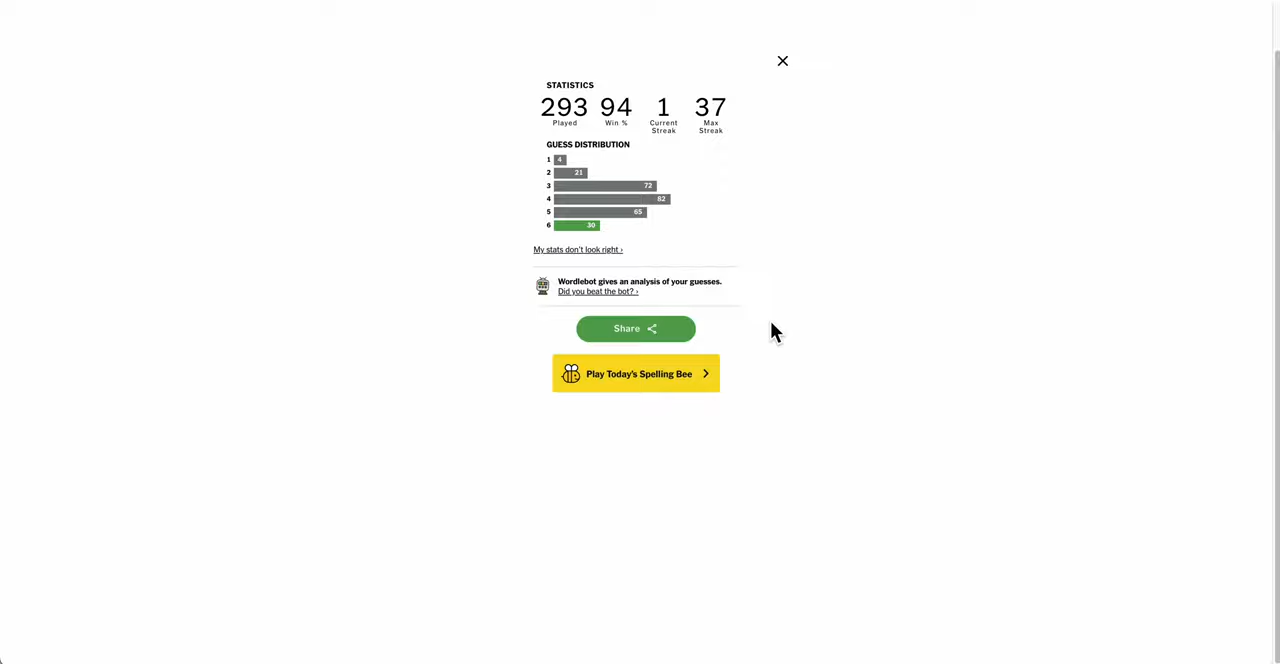 STATISTICS
293 94 1 37
Played Win % Current Streak Max Streak
GUESS DISTRIBUTION
1 4
2 21
3 72
4 82
5 65
6 30
My stats don't look right ›
Wordlebot gives an analysis of your guesses.
Did you beat the bot? ›
Share
Play Today's Spelling Bee